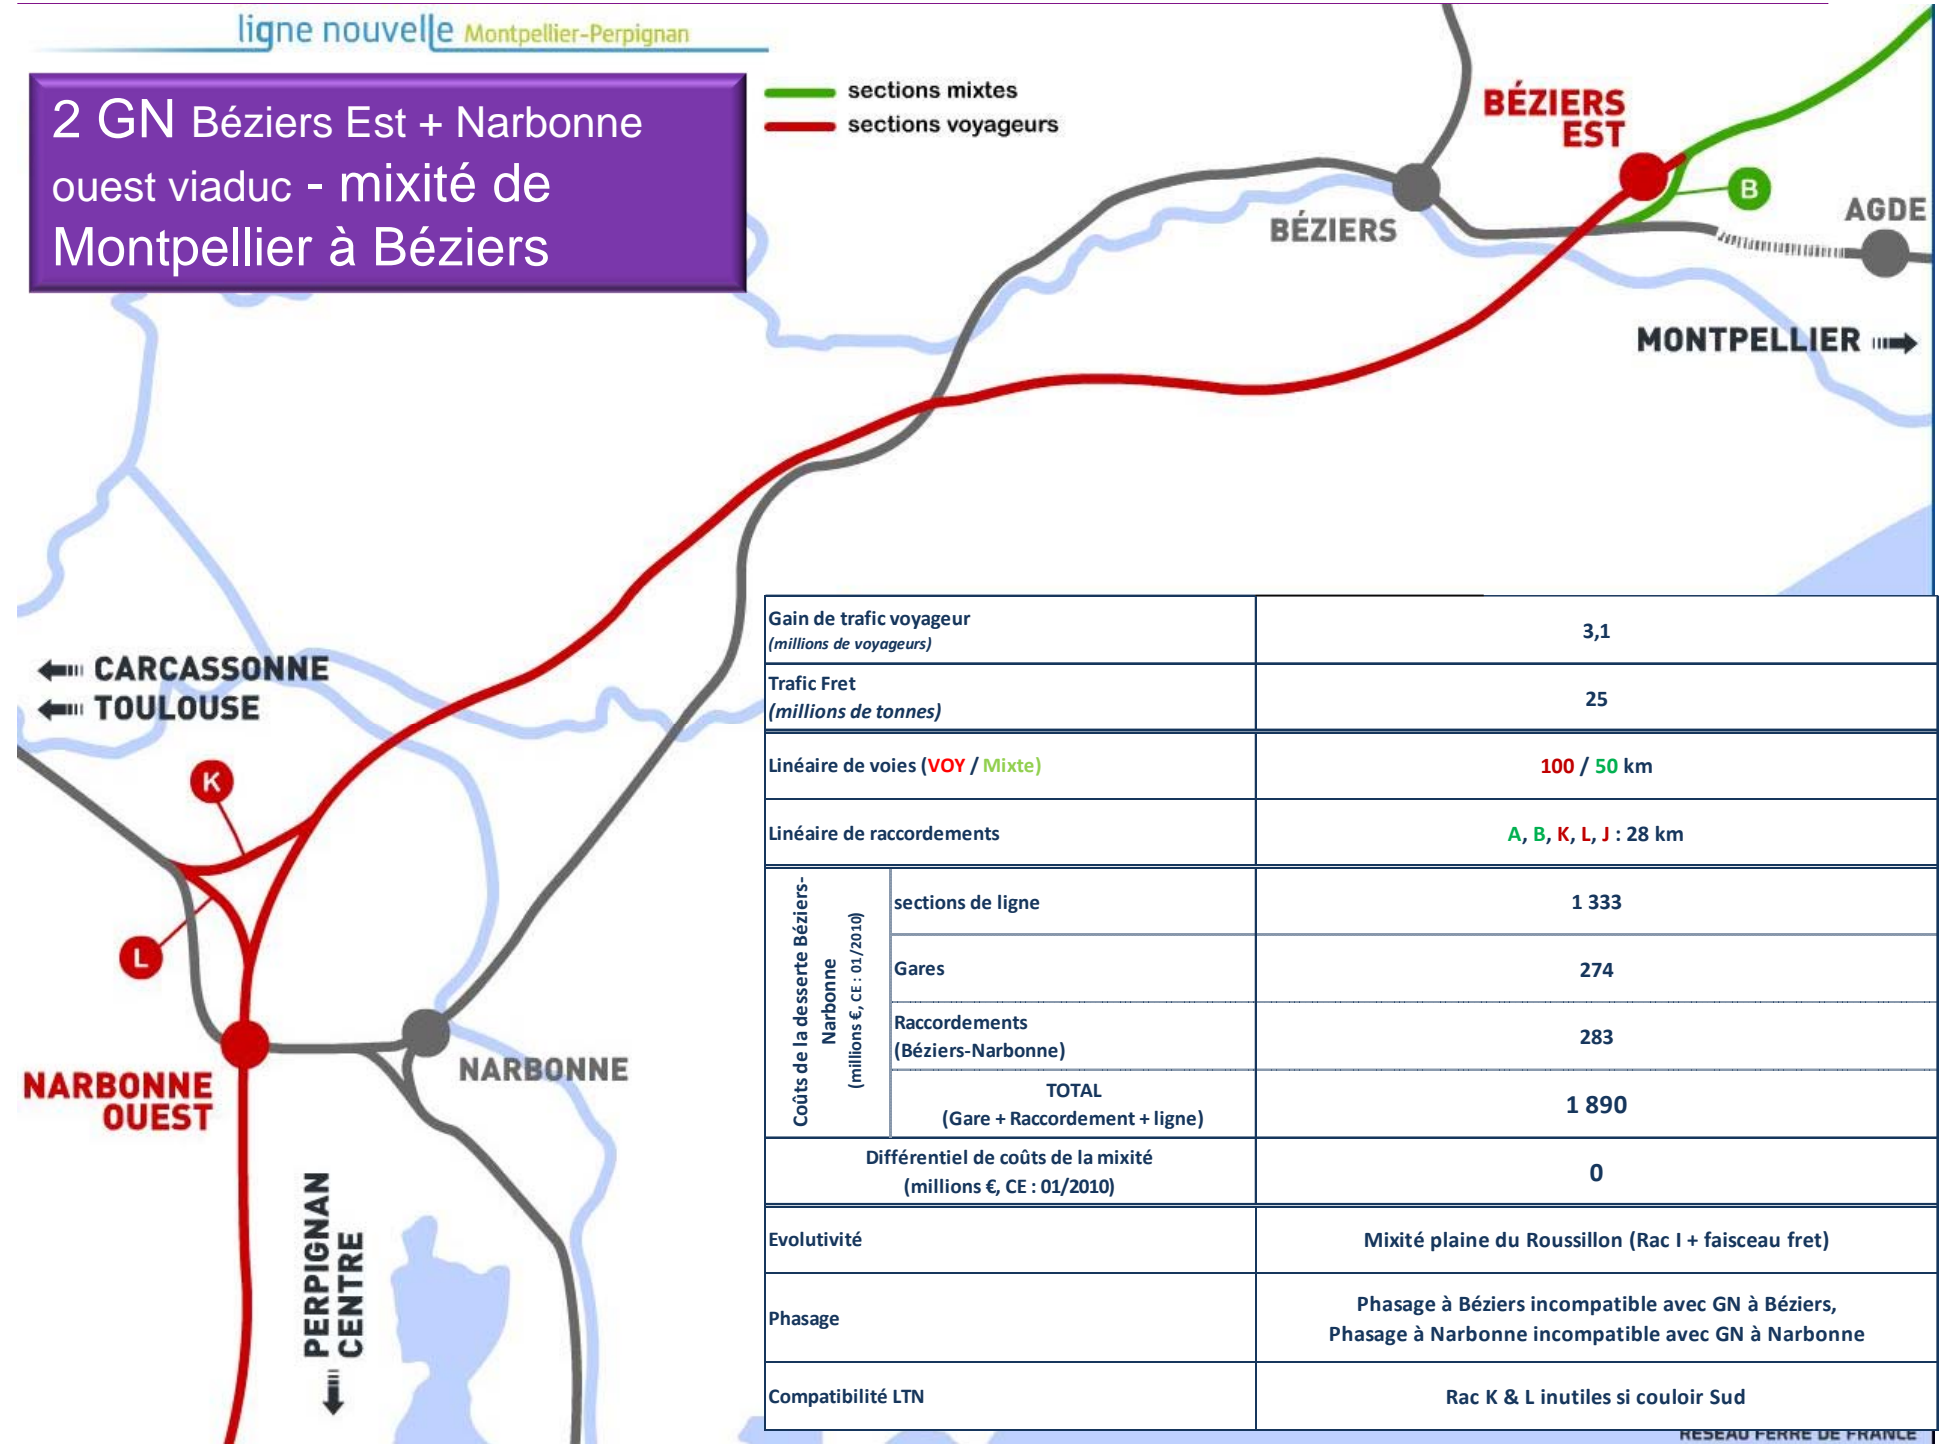 ligne nouvelle Montpellier-Perpignan
2 GN Béziers Est + Narbonne
ouest viaduc - mixité de
Montpellier à Béziers
sections mixtes
sections voyageurs
BÉZIERS
EST
B
AGDE
BÉZIERS
MONTPELLIER
CARCASSONNE
TOULOUSE
K
L
NARBONNE
OUEST
NARBONNE
PERPIGNAN
CENTRE
Gain de trafic voyageur
(millions de voyageurs)
3,1
Trafic Fret
(millions de tonnes)
25
Linéaire de voies (VOY / Mixte)
100 / 50 km
Linéaire de raccordements
A, B, K, L, J : 28 km
Coûts de la desserte Béziers-
Narbonne
(millions €, CE : 01/2010)
sections de ligne
1 333
Gares
274
Raccordements
(Béziers-Narbonne)
283
TOTAL
(Gare + Raccordement + ligne)
1 890
Différentiel de coûts de la mixité
(millions €, CE : 01/2010)
0
Evolutivité
Mixité plaine du Roussillon (Rac I + faisceau fret)
Phasage
Phasage à Béziers incompatible avec GN à Béziers,
Phasage à Narbonne incompatible avec GN à Narbonne
Compatibilité LTN
Rac K & L inutiles si couloir Sud
RESEAU FERRE DE FRANCE